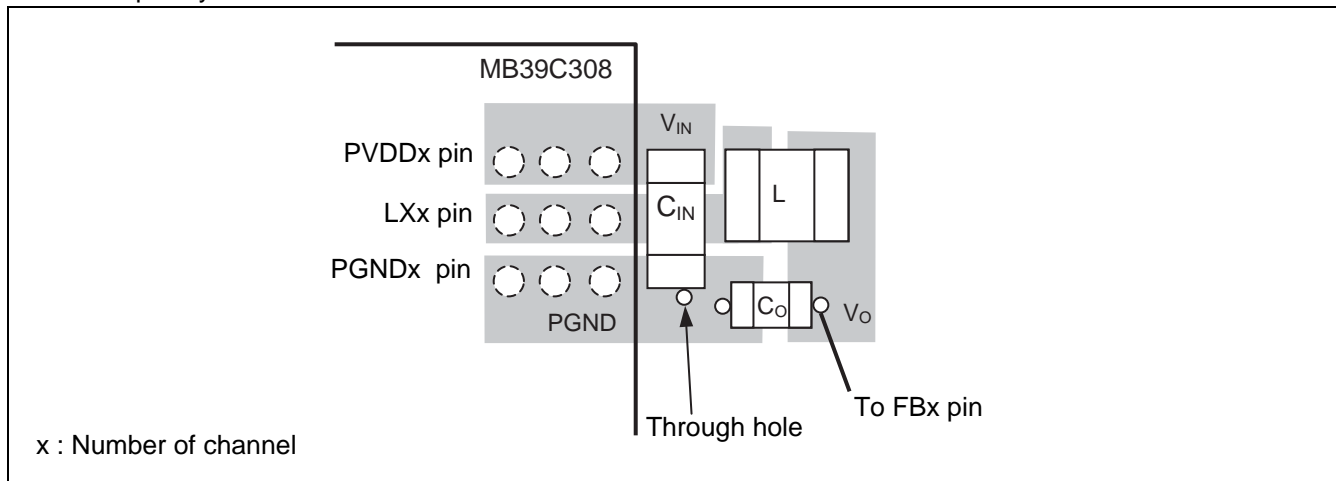 MB39C308
PVDDx pin
LXx pin
PGNDx pin
VIN
CIN
L
PGND
CO
VO
To FBx pin
Through hole
x : Number of channel